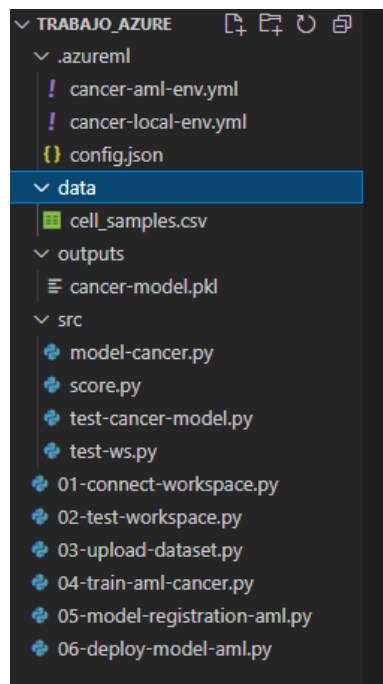 TRABAJO_AZURE
.azureml
cancer-aml-env.yml
cancer-local-env.yml
config.json
data
cell_samples.csv
outputs
cancer-model.pkl
src
model-cancer.py
score.py
test-cancer-model.py
test-ws.py
01-connect-workspace.py
02-test-workspace.py
03-upload-dataset.py
04-train-aml-cancer.py
05-model-registration-aml.py
06-deploy-model-aml.py